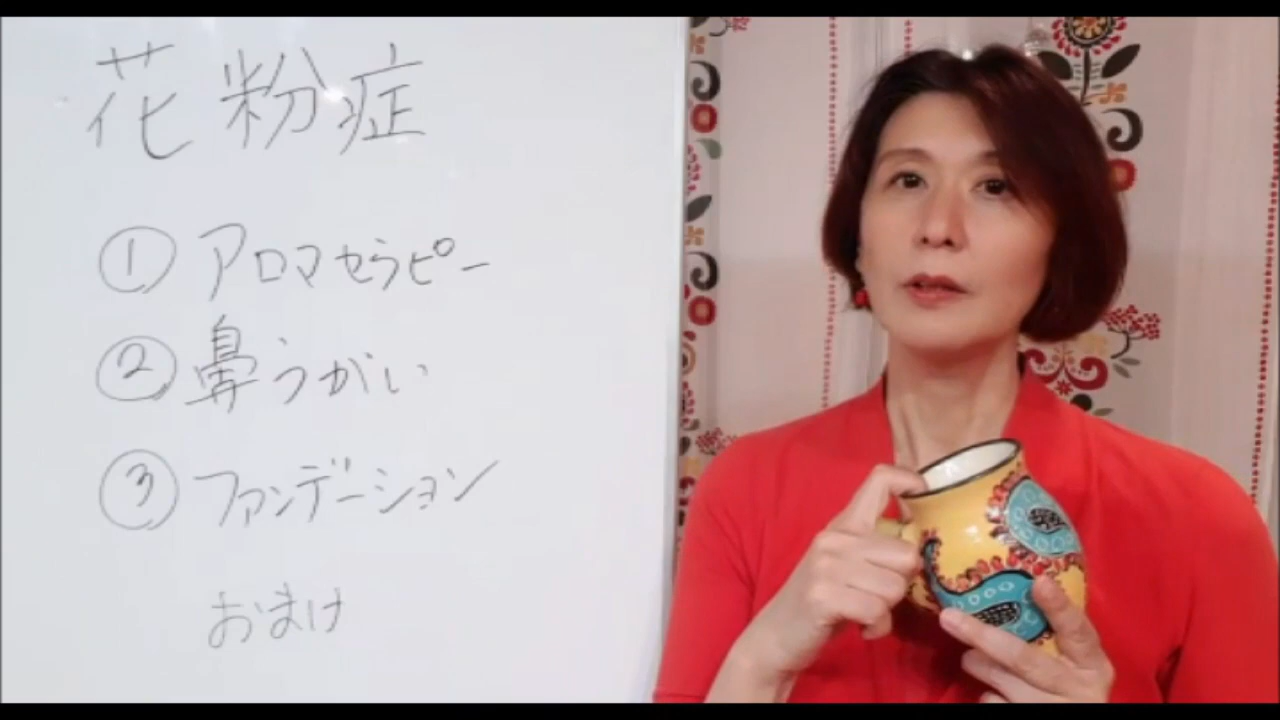 花粉症
① アロマセラピー
② 鼻うがい
③ ファンデーション
おまけ